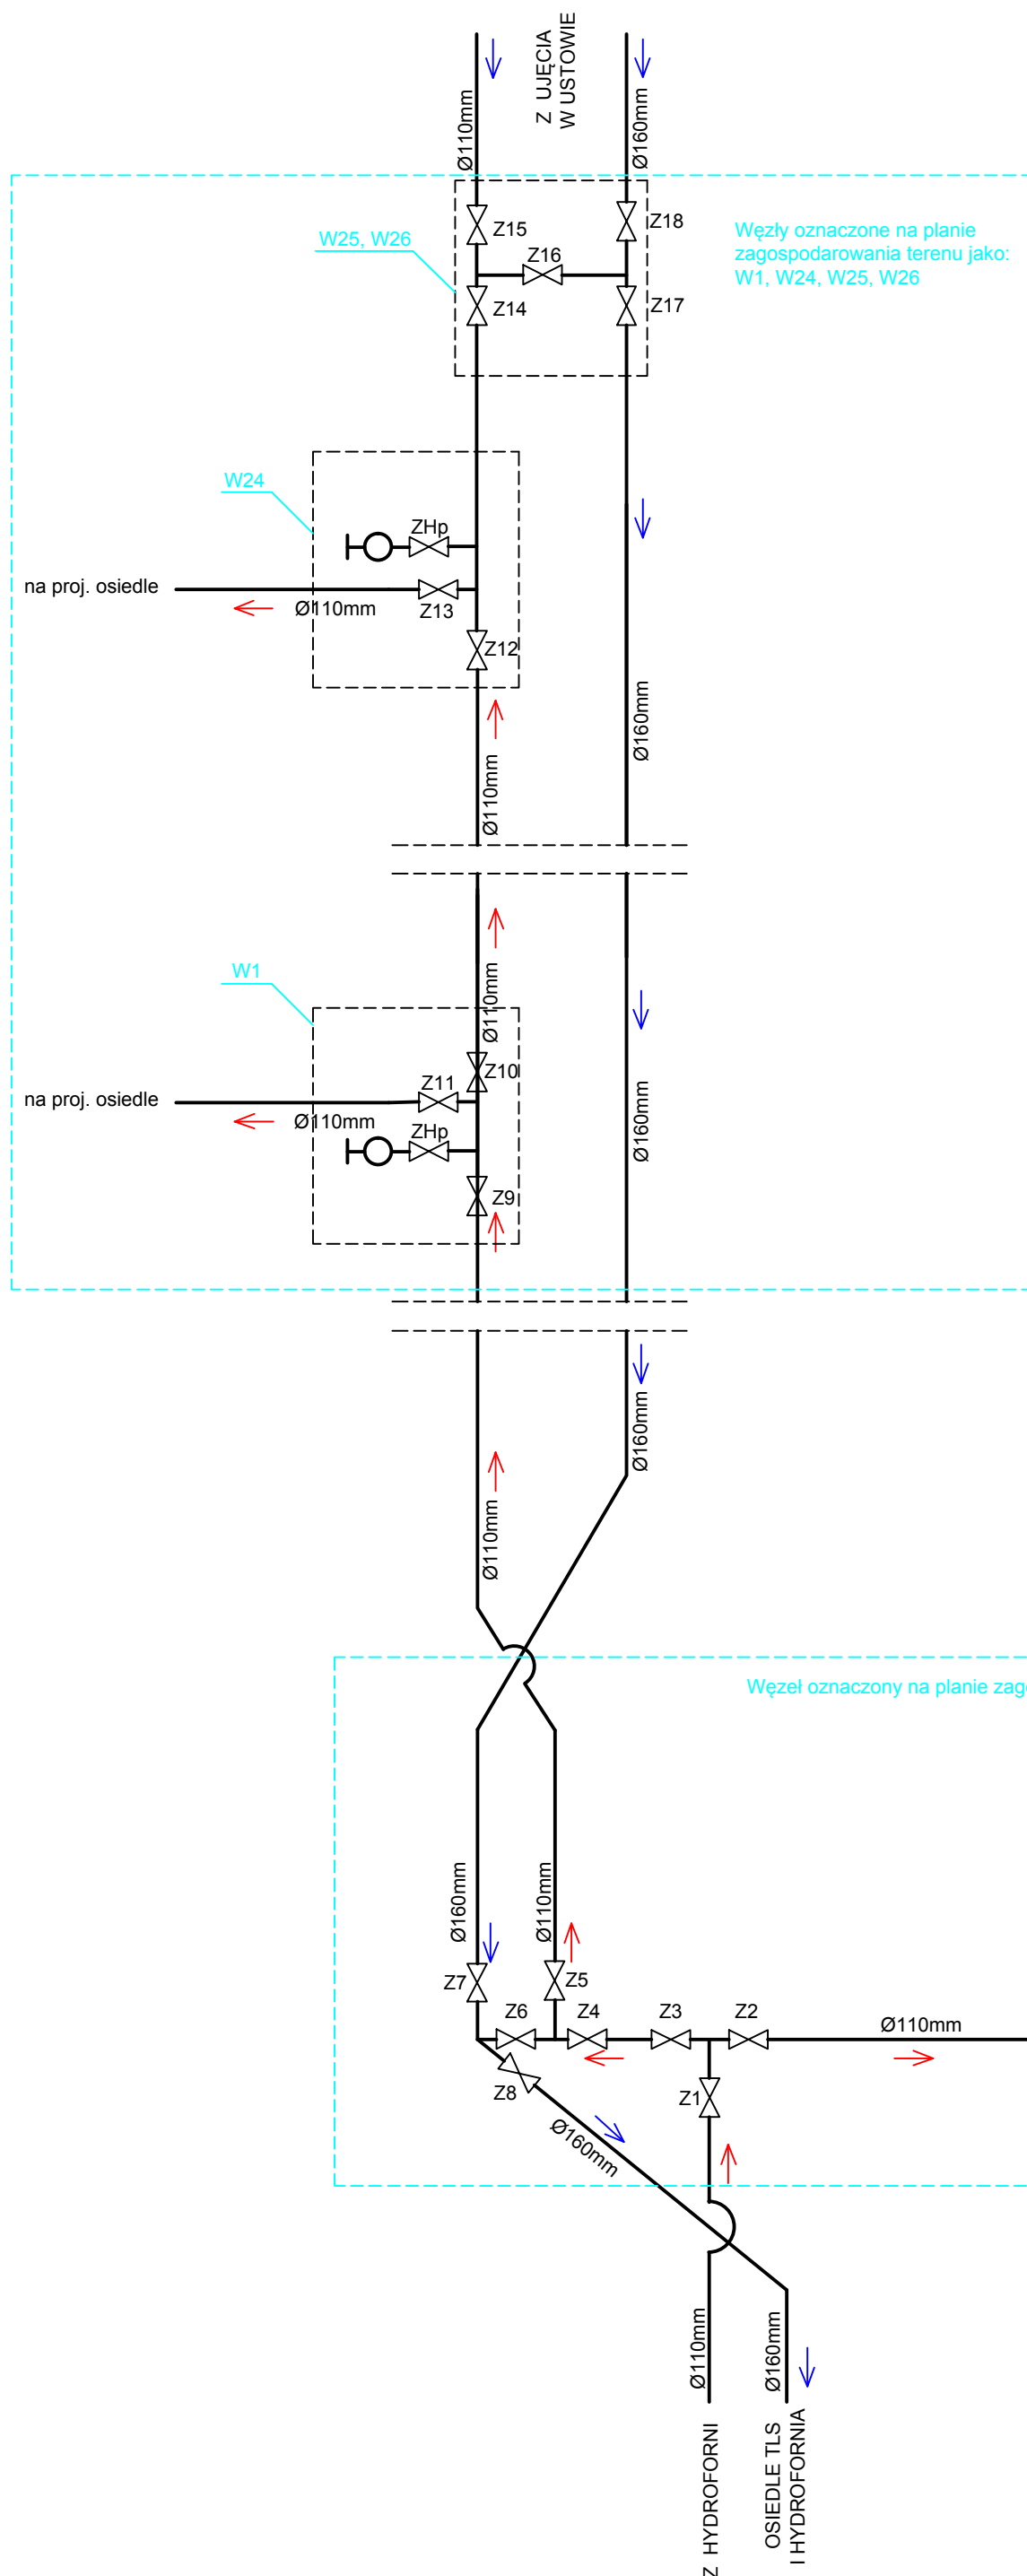 Z UJĘCIA
W USTOWIE
Ø110mm
Ø160mm
Z15
Z18
W25, W26
Z16
Węzły oznaczone na planie
zagospodarowania terenu jako:
W1, W24, W25, W26
Z14
Z17
W24
ZHp
na proj. osiedle
Ø110mm
Z13
Z12
Ø160mm
Ø110mm
W1
Ø110mm
Z10
Z11
na proj. osiedle
Ø110mm
ZHp
Ø160mm
Z9
Ø160mm
Ø110mm
Węzeł oznaczony na planie zag
Ø160mm
Ø110mm
Z7
Z5
Z6
Z4
Z3
Z2
Ø110mm
Z8
Z1
Ø160mm
Ø110mm
Ø160mm
Z HYDROFORNI
OSIEDLE TLS
I HYDROFORNIA